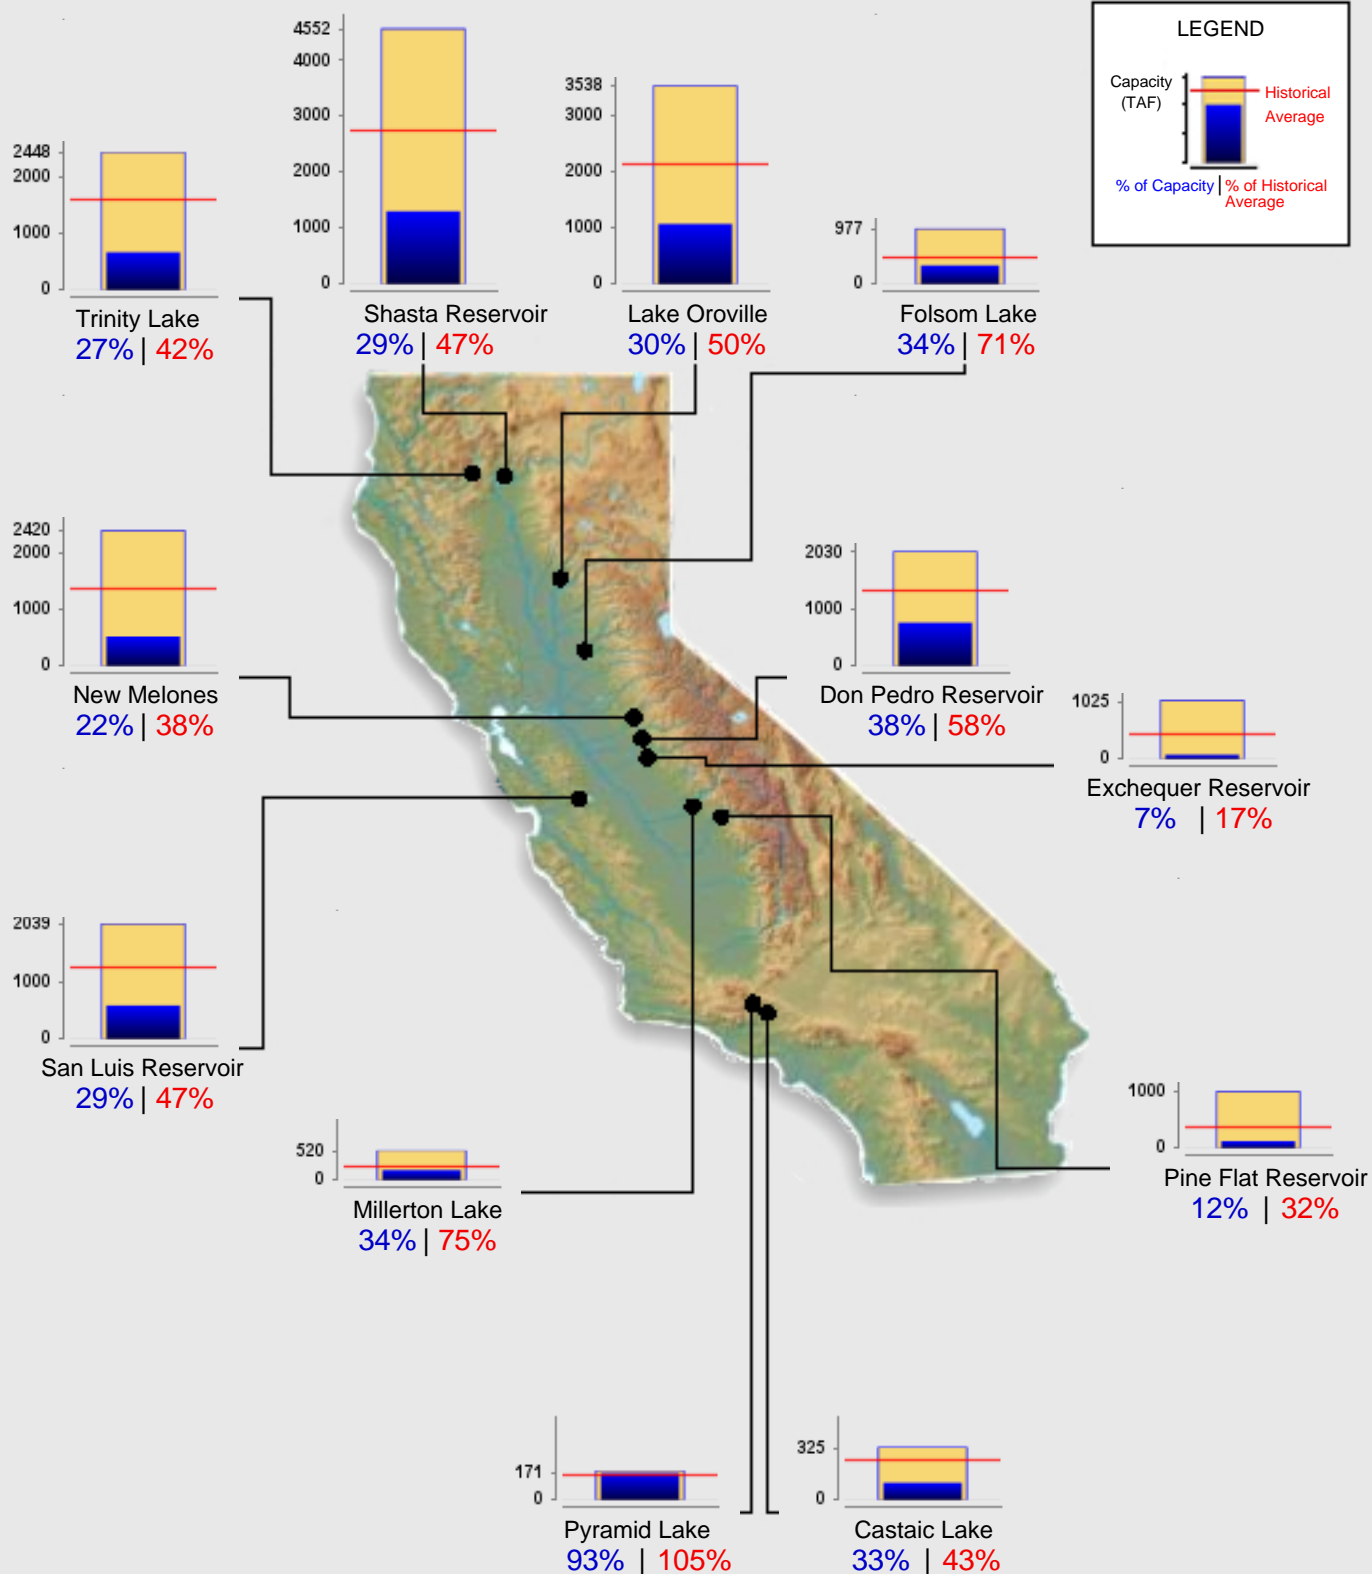 LEGEND
Capacity
(TAF)
Historical
Average
% of Capacity | % of Historical
Average
4552
4000
3000
2000
1000
0
Shasta Reservoir
29% | 47%
3538
3000
2000
1000
0
Lake Oroville
30% | 50%
2448
2000
1000
0
Trinity Lake
27% | 42%
977
0
Folsom Lake
34% | 71%
2420
2000
1000
0
New Melones
22% | 38%
2030
1000
0
Don Pedro Reservoir
38% | 58%
1025
0
Exchequer Reservoir
7% | 17%
2039
1000
0
San Luis Reservoir
29% | 47%
520
0
Millerton Lake
34% | 75%
1000
0
Pine Flat Reservoir
12% | 32%
171
0
Pyramid Lake
93% | 105%
325
0
Castaic Lake
33% | 43%